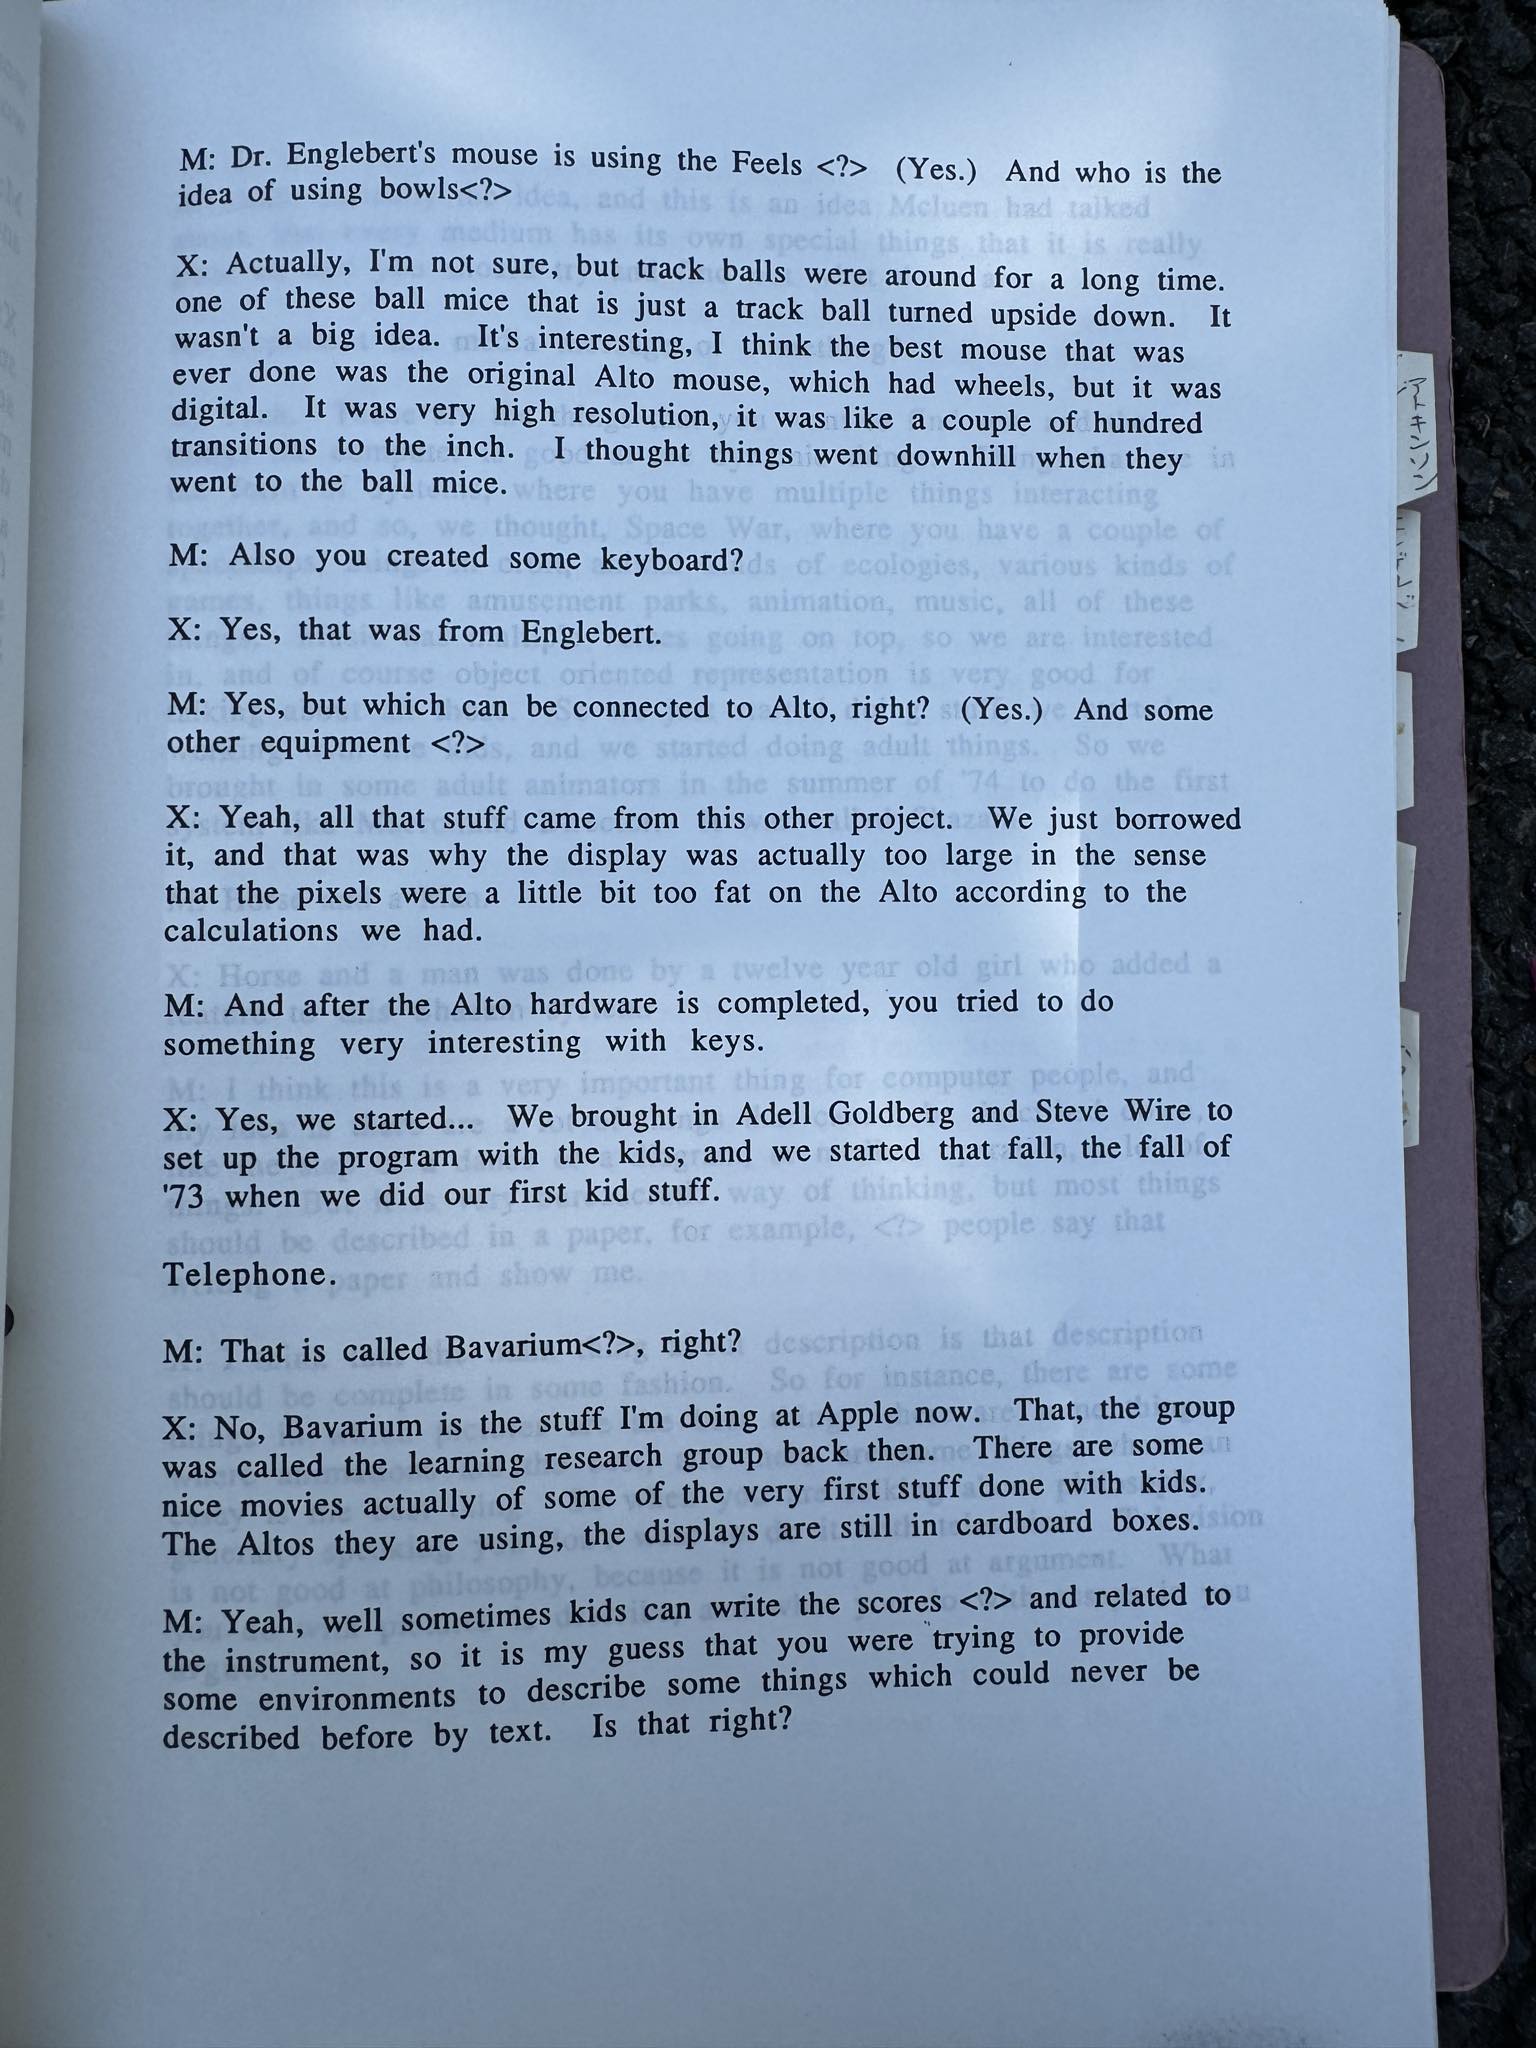 M: Dr. Englebert's mouse is using the Feels <?> (Yes.) And who is the
idea of using bowls<?>
X: Actually, I'm not sure, but track balls were around for a long time.
one of these ball mice that is just a track ball turned upside down. It
wasn't a big idea. It's interesting, I think the best mouse that was
ever done was the original Alto mouse, which had wheels, but it was
digital. It was very high resolution, it was like a couple of hundred
transitions to the inch. I thought things went downhill when they
went to the ball mice.
M: Also you created some keyboard?
X: Yes, that was from Englebert.
M: Yes, but which can be connected to Alto, right? (Yes.) And some
other equipment <?>
X: Yeah, all that stuff came from this other project. We just borrowed
it, and that was why the display was actually too large in the sense
that the pixels were a little bit too fat on the Alto according to the
calculations we had.
M: And after the Alto hardware is completed, you tried to do
something very interesting with keys.
X: Yes, we started... We brought in Adell Goldberg and Steve Wire to
set up the program with the kids, and we started that fall, the fall of
'73 when we did our first kid stuff.
Telephone.
M: That is called Bavarium<?>, right?
X: No, Bavarium is the stuff I'm doing at Apple now. That, the group
was called the learning research group back then. There are some
nice movies actually of some of the very first stuff done with kids.
The Altos they are using, the displays are still in cardboard boxes.
M: Yeah, well sometimes kids can write the scores <?> and related to
the instrument, so it is my guess that you were trying to provide
some environments to describe some things which could never be
described before by text. Is that right?